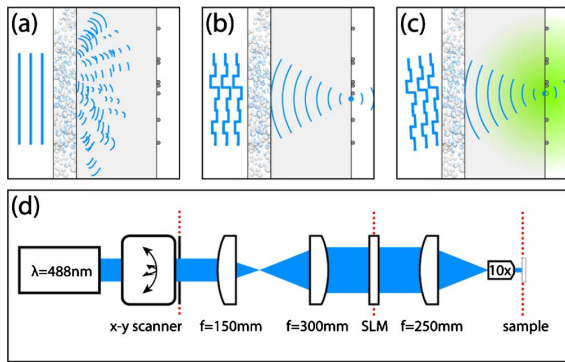 (a)
(b)
(c)
(d)
λ=488nm
10x
x-y scanner
f=150mm
f=300mm
SLM
f=250mm
sample